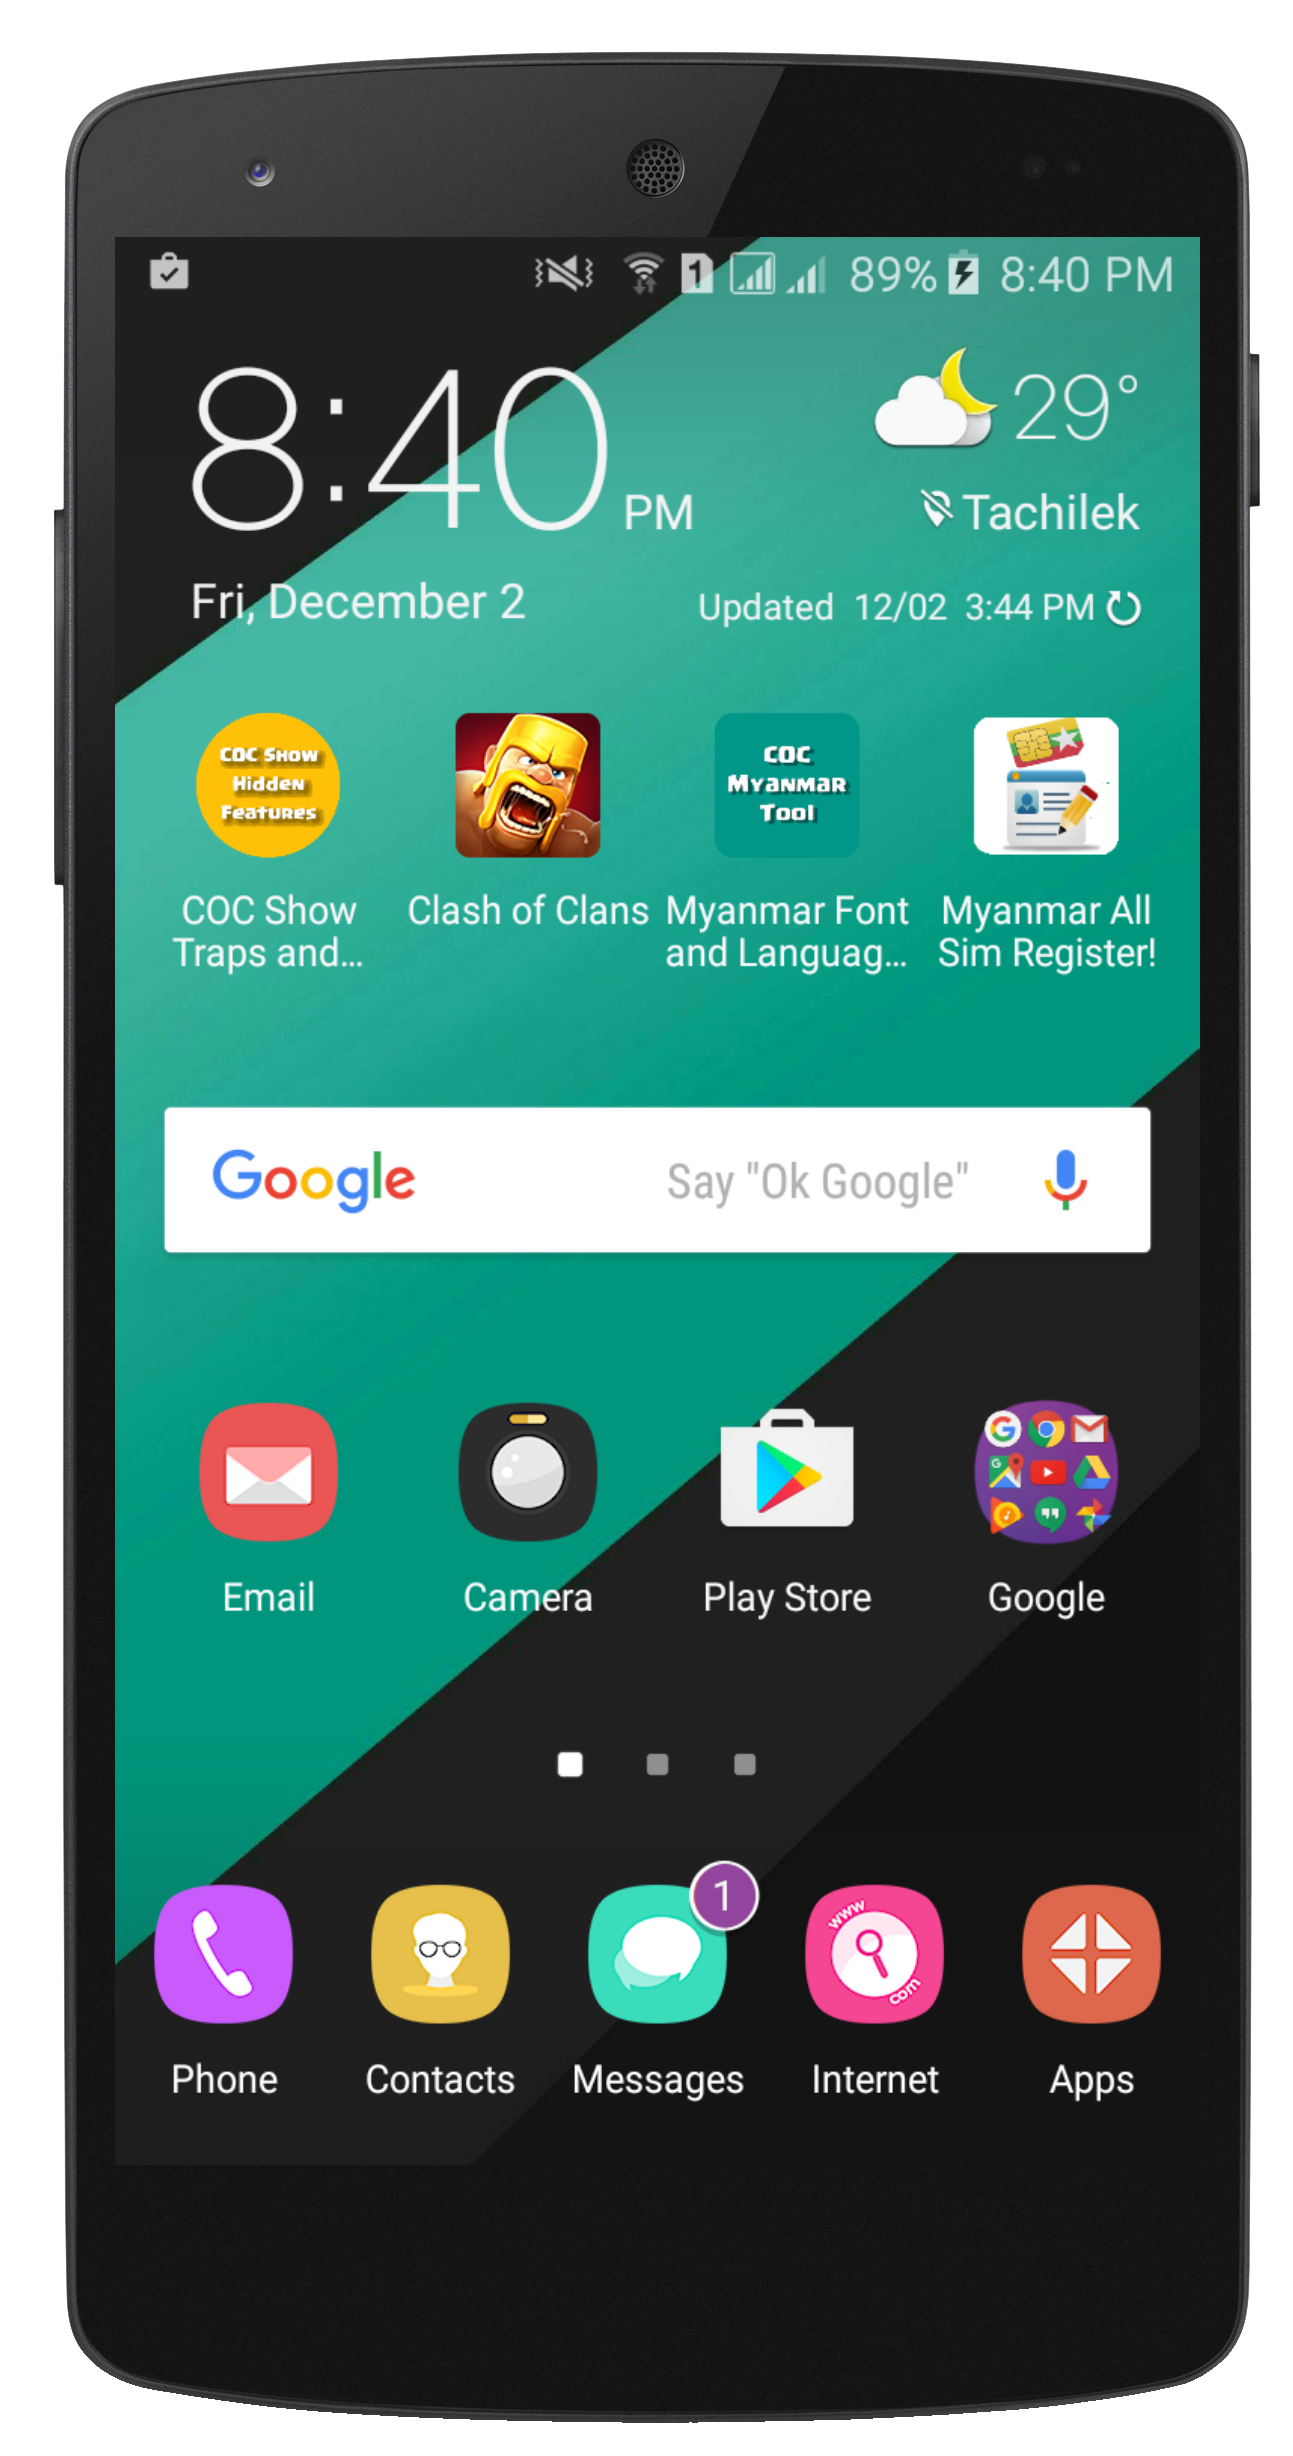 1 89% 8:40 PM
8:40 PM
29°
Tachilek
Fri, December 2
Updated 12/02 3:44 PM
COC Show
Hidden
Features
COC
Myanmar
Tool
COC Show
Traps and...
Clash of Clans
Myanmar Font
and Languag...
Myanmar All
Sim Register!
Google Say "Ok Google"
G
G
Email
Camera
Play Store
Google
1
www
com
Phone
Contacts
Messages
Internet
Apps